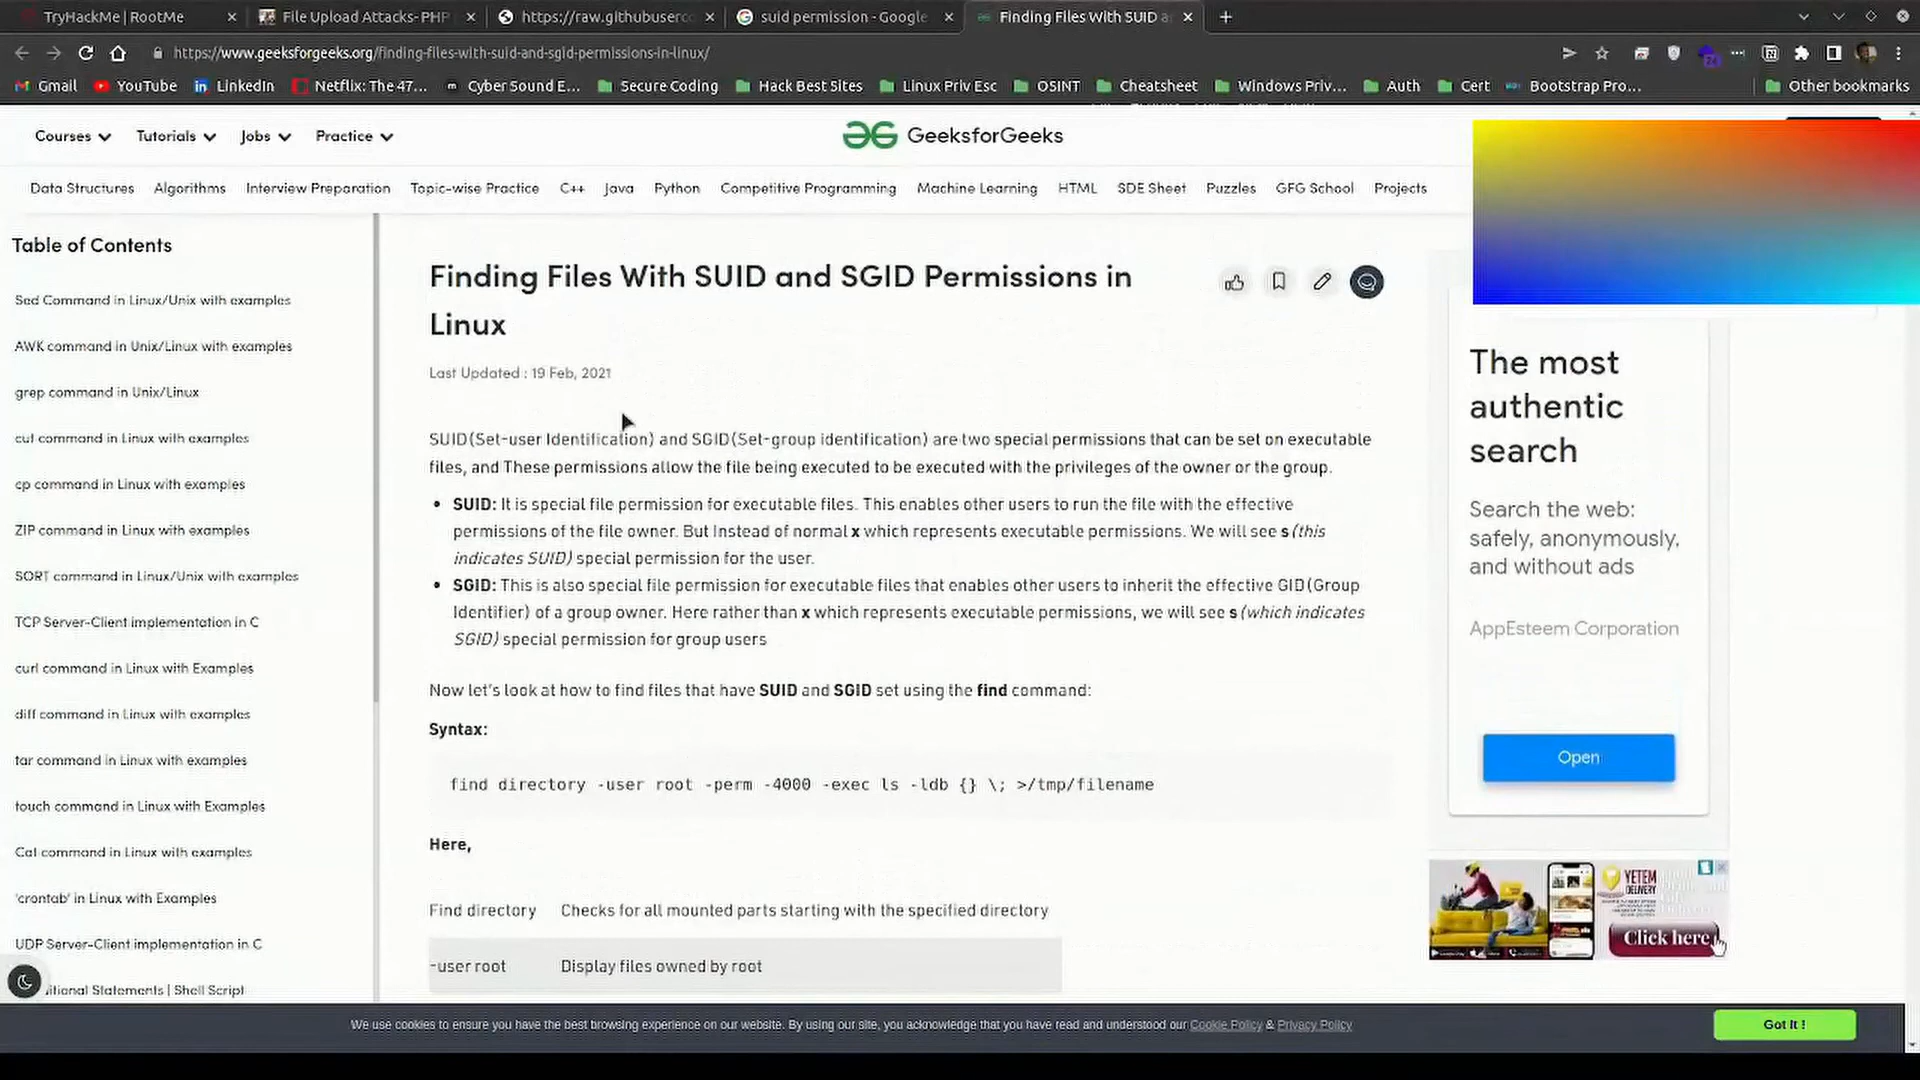 TryHackMe | RootMe
File Upload Attacks- PHP
https://raw.githubuserco
suid permission - Google
Finding Files With SUID a
https://www.geeksforgeeks.org/finding-files-with-suid-and-sgid-permissions-in-linux/
Gmail
YouTube
LinkedIn
Netflix: The 47...
Cyber Sound E...
Secure Coding
Hack Best Sites
Linux Priv Esc
OSINT
Cheatsheet
Windows Priv...
Auth
Cert
Bootstrap Pro...
Other bookmarks
Courses
Tutorials
Jobs
Practice
GeeksforGeeks
Data Structures
Algorithms
Interview Preparation
Topic-wise Practice
C++
Java
Python
Competitive Programming
Machine Learning
HTML
SDE Sheet
Puzzles
GFG School
Projects
Table of Contents
Sed Command in Linux/Unix with examples
AWK command in Unix/Linux with examples
grep command in Unix/Linux
cut command in Linux with examples
cp command in Linux with examples
ZIP command in Linux with examples
SORT command in Linux/Unix with examples
TCP Server-Client implementation in C
curl command in Linux with Examples
diff command in Linux with examples
tar command in Linux with examples
touch command in Linux with Examples
Cat command in Linux with examples
'crontab' in Linux with Examples
UDP Server-Client implementation in C
itional Statements | Shell Script
Finding Files With SUID and SGID Permissions in
Linux
Last Updated : 19 Feb, 2021
SUID(Set-user Identification) and SGID(Set-group identification) are two special permissions that can be set on executable
files, and These permissions allow the file being executed to be executed with the privileges of the owner or the group.
• SUID: It is special file permission for executable files. This enables other users to run the file with the effective
permissions of the file owner. But Instead of normal x which represents executable permissions. We will see s (this
indicates SUID) special permission for the user.
• SGID: This is also special file permission for executable files that enables other users to inherit the effective GID(Group
Identifier) of a group owner. Here rather than x which represents executable permissions, we will see s (which indicates
SGID) special permission for group users
Now let's look at how to find files that have SUID and SGID set using the find command:
Syntax:
find directory -user root -perm -4000 -exec ls -ldb {} \; >/tmp/filename
Here,
Find directory Checks for all mounted parts starting with the specified directory
-user root Display files owned by root
The most
authentic
search
Search the web:
safely, anonymously,
and without ads
AppEsteem Corporation
Open
YETEM
DELIVERY
Click here
We use cookies to ensure you have the best browsing experience on our website. By using our site, you acknowledge that you have read and understood our Cookie Policy & Privacy Policy
Got It !